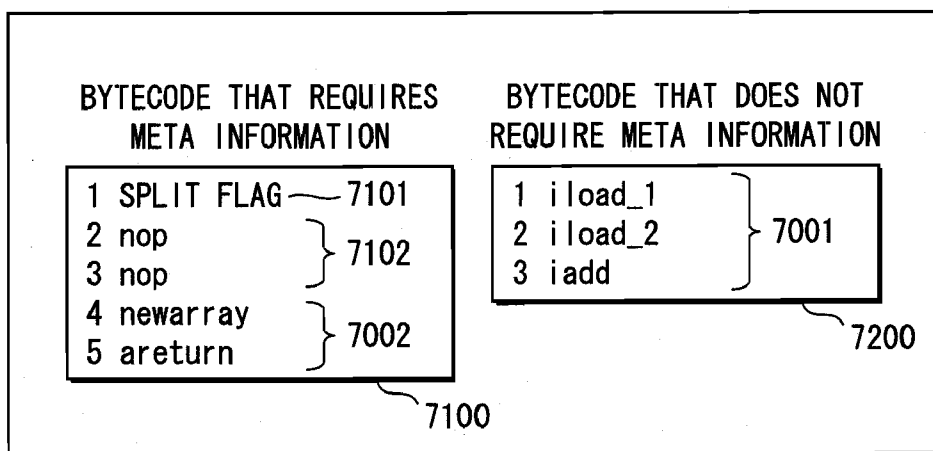 BYTECODE THAT REQUIRES
META INFORMATION
1 SPLIT FLAG 7101
2 nop
3 nop
7102
4 newarray
5 areturn
7002
7100
BYTECODE THAT DOES NOT
REQUIRE META INFORMATION
1 iload_1
2 iload_2
3 iadd
7001
7200